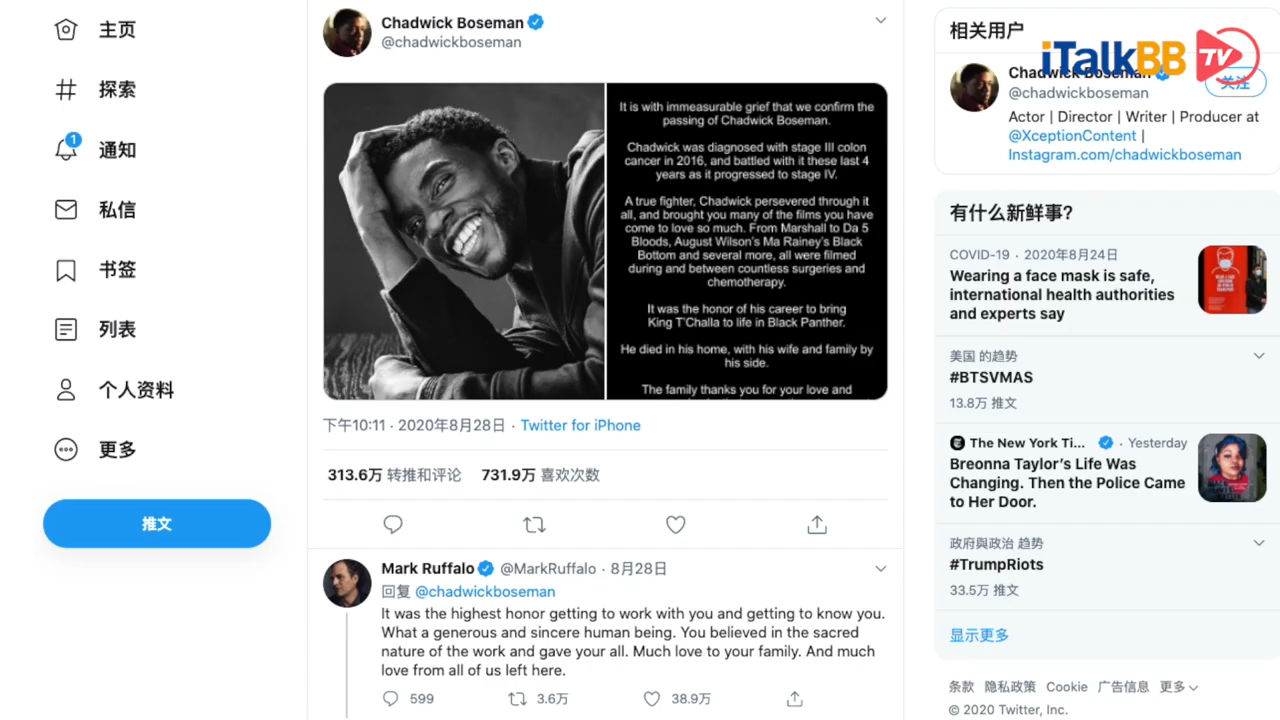 主页
探索
1
通知
私信
书签
列表
个人资料
更多
推文
Chadwick Boseman
@chadwickboseman
It is with immeasurable grief that we confirm the
passing of Chadwick Boseman.
Chadwick was diagnosed with stage III colon
cancer in 2016, and battled with it these last 4
years as it progressed to stage IV.
A true fighter, Chadwick persevered through it
all, and brought you many of the films you have
come to love so much. From Marshall to Da 5
Bloods, August Wilson's Ma Rainey's Black
Bottom and several more, all were filmed
during and between countless surgeries and
chemotherapy.
It was the honor of his career to bring
King T'Challa to life in Black Panther.
He died in his home, with his wife and family by
his side.
The family thanks you for your love and
下午10:11 · 2020年8月28日 · Twitter for iPhone
313.6万 转推和评论 731.9万 喜欢次数
Mark Ruffalo @MarkRuffalo · 8月28日
回复 @chadwickboseman
It was the highest honor getting to work with you and getting to know you.
What a generous and sincere human being. You believed in the sacred
nature of the work and gave your all. Much love to your family. And much
love from all of us left here.
599 3.6万 38.9万
相关用户
iTalkBB TV
Chadwick Boseman
关注
@chadwickboseman
Actor | Director | Writer | Producer at
@XceptionContent |
Instagram.com/chadwickboseman
有什么新鲜事?
COVID-19 · 2020年8月24日
Wearing a face mask is safe,
international health authorities
and experts say
美国 的趋势
#BTSVMAS
13.8万 推文
The New York Ti... · Yesterday
Breonna Taylor's Life Was
Changing. Then the Police Came
to Her Door.
政府與政治 趋势
#TrumpRiots
33.5万 推文
显示更多
条款 隐私政策 Cookie 广告信息 更多
© 2020 Twitter, Inc.